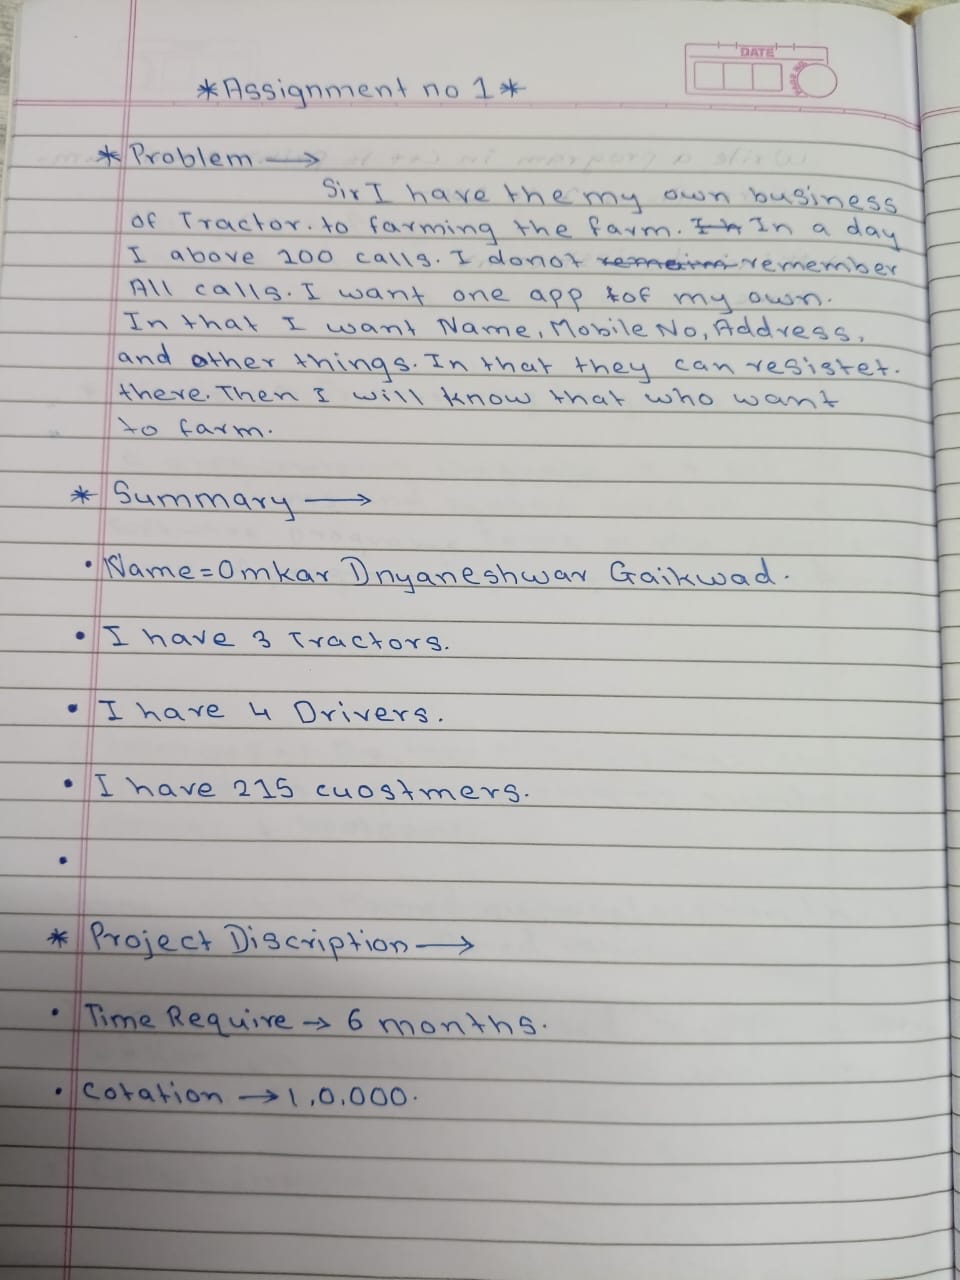 DATE
*Assignment no 1*
* Problem →
Sir I have the my own business
of Tractor. to farming the farm. In In a day
I above 200 calls. I donot remember
All calls. I want one app of my own.
In that I want Name, Mobile No, Address,
and other things. In that they can resistet.
there. Then I will know that who want
to farm.
* Summary →
• Name=Omkar Dnyaneshwar Gaikwad.
• I have 3 Tractors.
• I have 4 Drivers.
• I have 215 cuostmers.
•
* Project Discription →
• Time Require → 6 months.
• Cotation → 1,0,000.